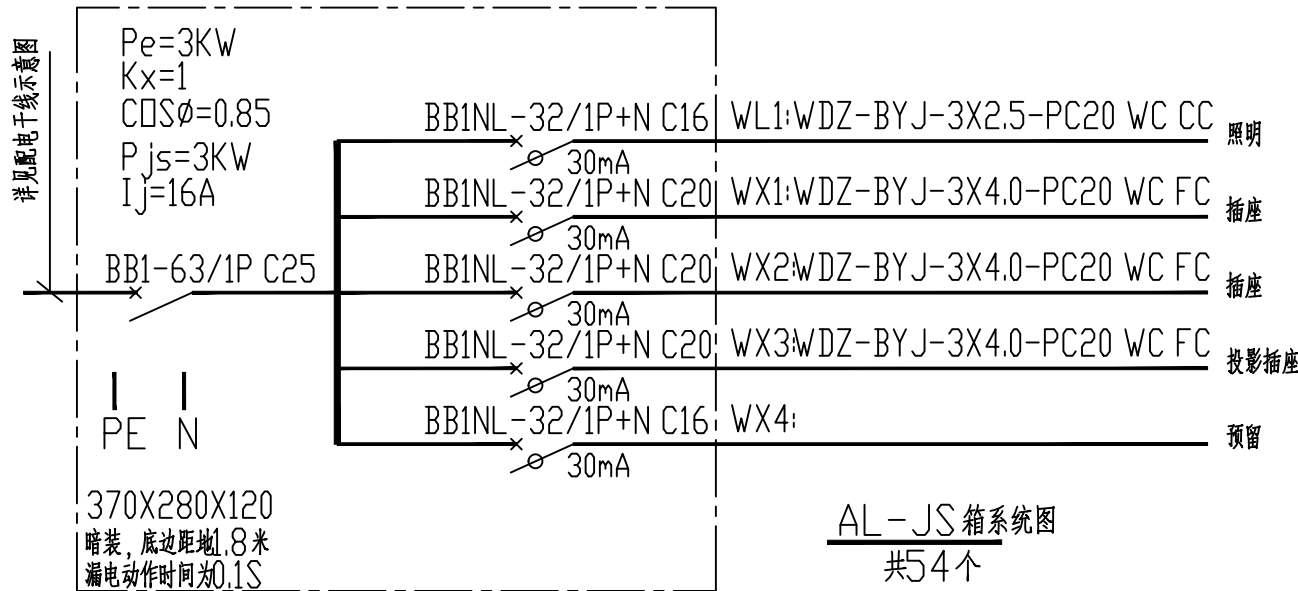 详见配电干线示意图
Pe=3KW
Kx=1
COSØ=0.85
Pjs=3KW
Ij=16A
BB1-63/1P C25
PE N
370X280X120
暗装,底边距地1.8米
漏电动作时间为0.1S
BB1NL-32/1P+N C16 WL1:WDZ-BYJ-3X2.5-PC20 WC CC 照明
30mA
BB1NL-32/1P+N C20 WX1:WDZ-BYJ-3X4.0-PC20 WC FC 插座
30mA
BB1NL-32/1P+N C20 WX2:WDZ-BYJ-3X4.0-PC20 WC FC 插座
30mA
BB1NL-32/1P+N C20 WX3:WDZ-BYJ-3X4.0-PC20 WC FC 投影插座
30mA
BB1NL-32/1P+N C16 WX4: 预留
30mA
AL-JS箱系统图
共54个